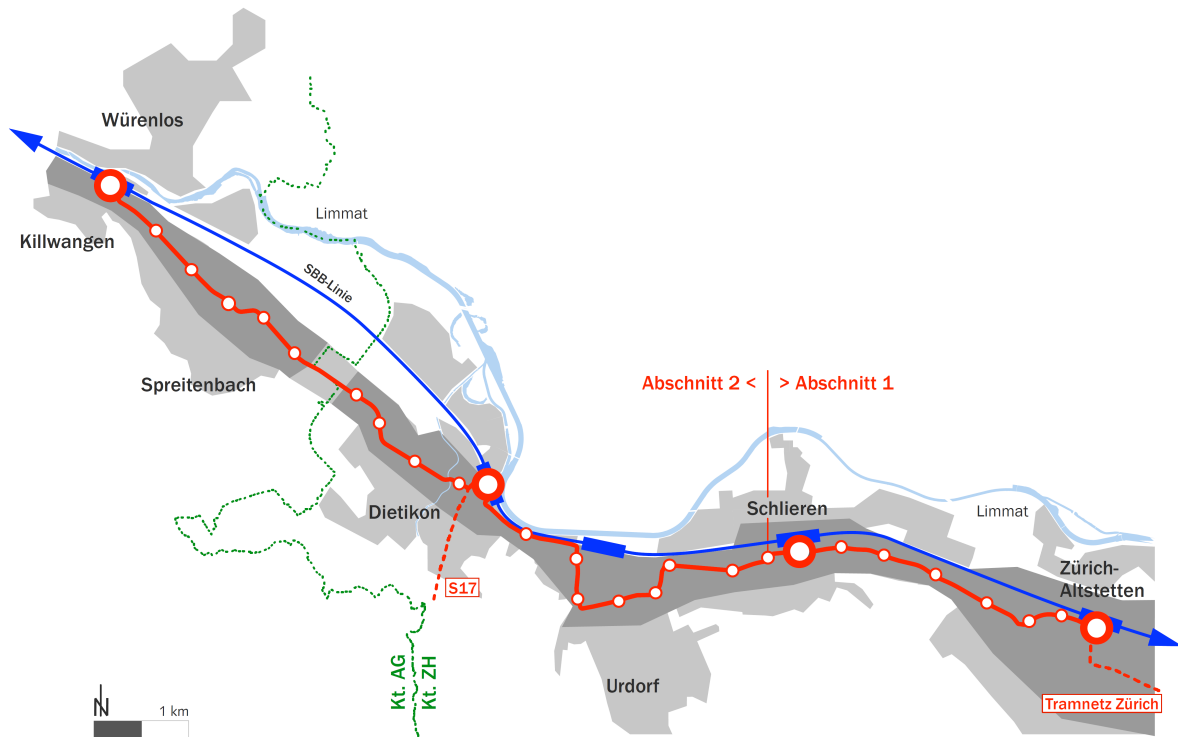 Würenlos
Limmat
Killwangen
SBB-Linie
Spreitenbach
Abschnitt 2 < > Abschnitt 1
Dietikon
Schlieren
Limmat
Zürich-
Altstetten
S17
Kt. AG
Kt. ZH
Urdorf
Tramnetz Zürich
N
1 km